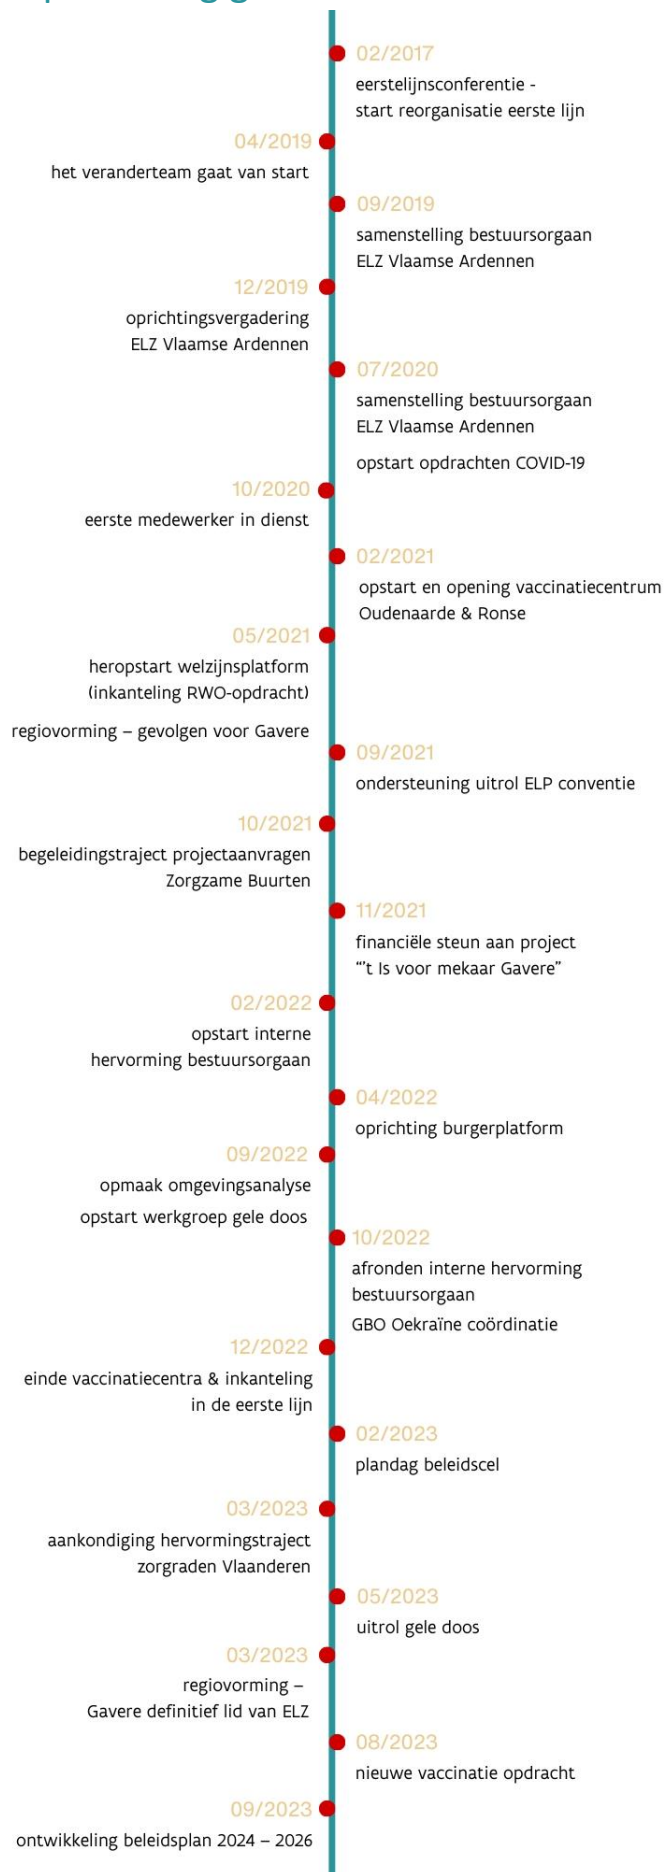 02/2017
eerstelijnsconferentie -
start reorganisatie eerste lijn
04/2019
het veranderteam gaat van start
09/2019
samenstelling bestuursorgaan
ELZ Vlaamse Ardennen
12/2019
oprichtingsvergadering
ELZ Vlaamse Ardennen
07/2020
samenstelling bestuursorgaan
ELZ Vlaamse Ardennen
opstart opdrachten COVID-19
10/2020
eerste medewerker in dienst
02/2021
opstart en opening vaccinatiecentrum
Oudenaarde & Ronse
05/2021
heropstart welzijnsplatform
(inkanteling RWO-opdracht)
regiovorming – gevolgen voor Gavere
09/2021
ondersteuning uitrol ELP conventie
10/2021
begeleidingstraject projectaanvragen
Zorgzame Buurten
11/2021
financiële steun aan project
“’t Is voor mekaar Gavere”
02/2022
opstart interne
hervorming bestuursorgaan
04/2022
oprichting burgerplatform
09/2022
opmaak omgevingsanalyse
opstart werkgroep gele doos
10/2022
afronden interne hervorming
bestuursorgaan
GBO Oekraïne coördinatie
12/2022
einde vaccinatiecentra & inkanteling
in de eerste lijn
02/2023
plandag beleidscel
03/2023
aankondiging hervormingstraject
zorgraden Vlaanderen
05/2023
uitrol gele doos
03/2023
regiovorming –
Gavere definitief lid van ELZ
08/2023
nieuwe vaccinatie opdracht
09/2023
ontwikkeling beleidsplan 2024 – 2026